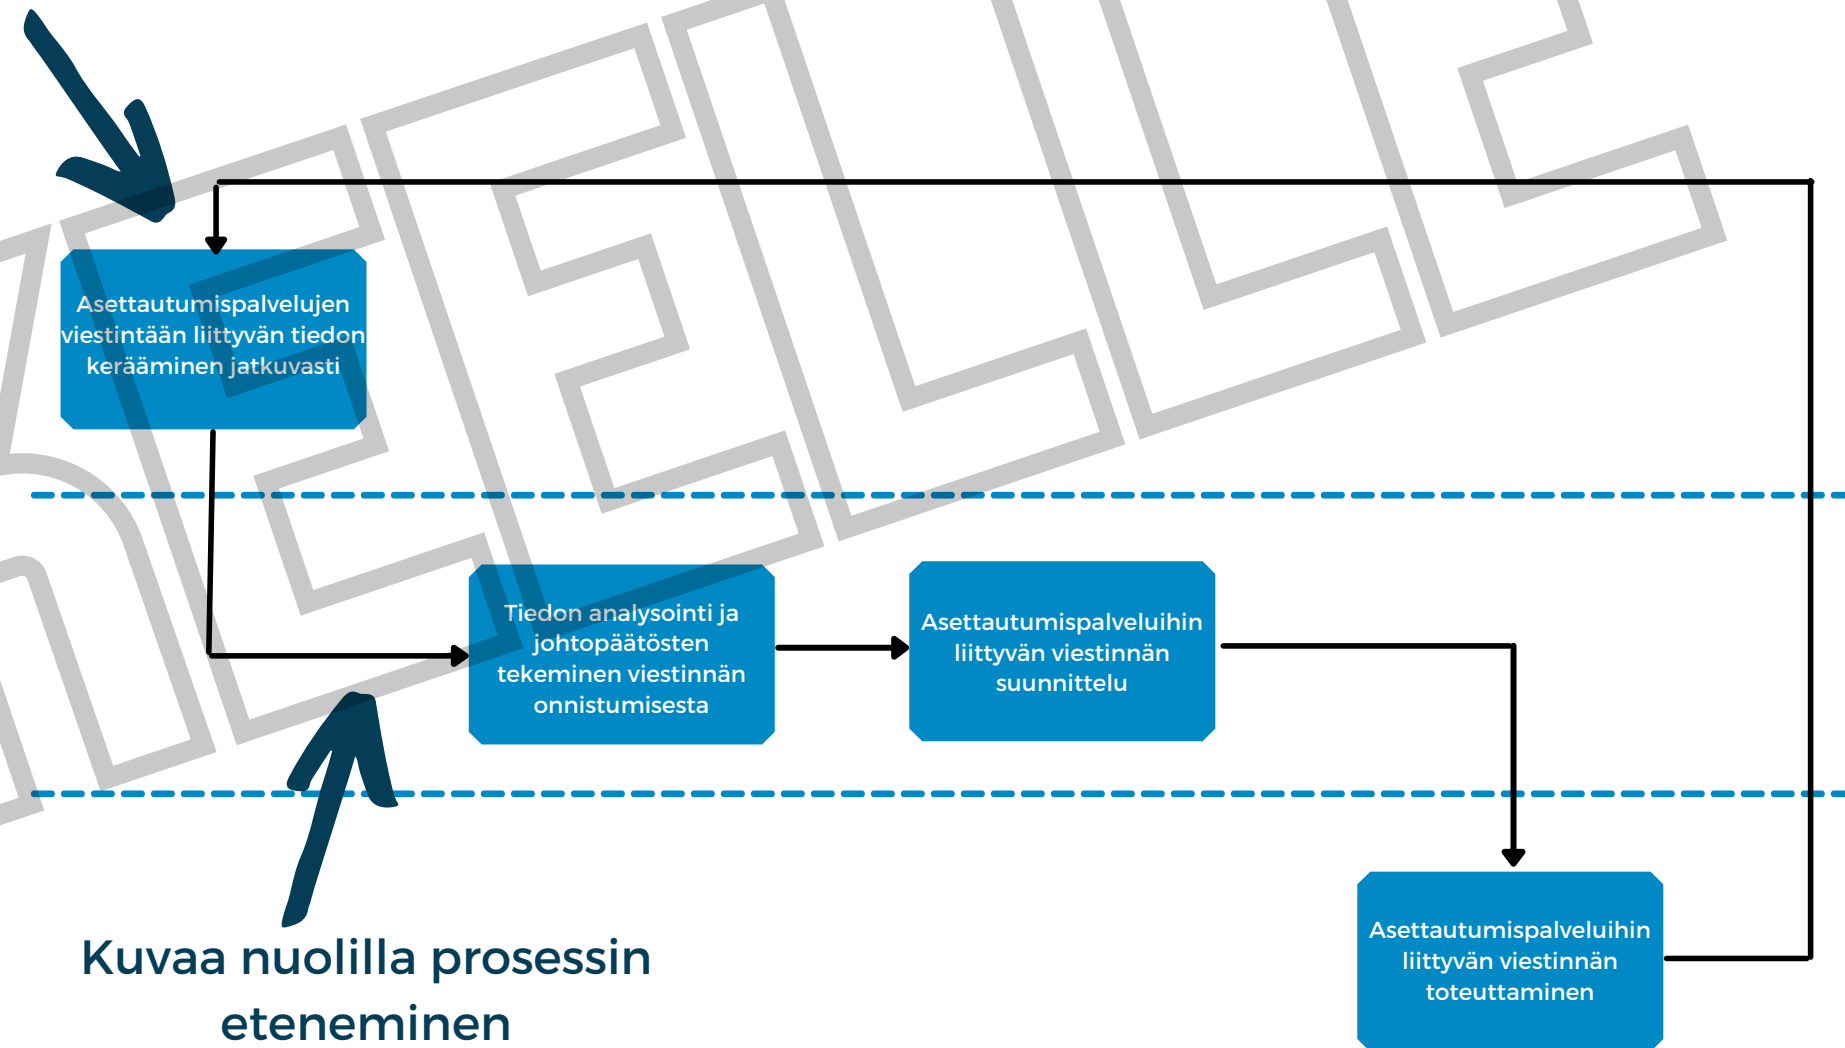 Asettautumispalvelujen
viestintään liittyvän tiedon
kerääminen jatkuvasti
Tiedon analysointi ja
johtopäätösten
tekeminen viestinnän
onnistumisesta
Asettautumispalveluihin
liittyvän viestinnän
suunnittelu
Asettautumispalveluihin
liittyvän viestinnän
toteuttaminen
Kuvaa nuolilla prosessin
eteneminen